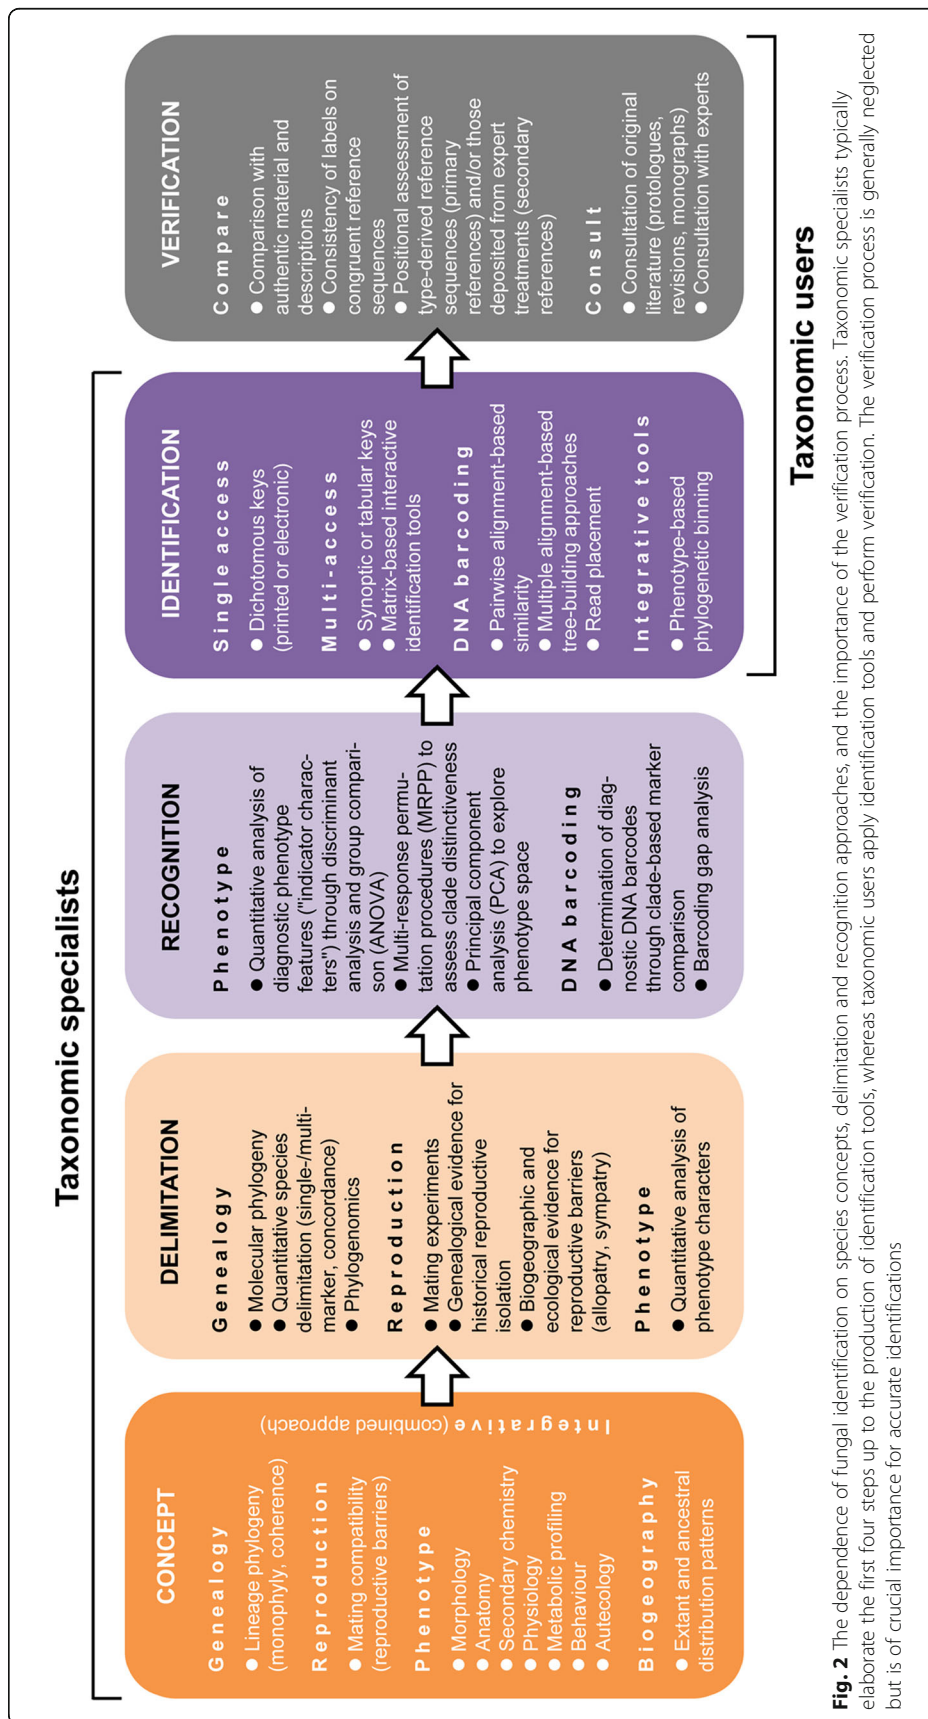 Taxonomic specialists
CONCEPT
Genealogy
● Lineage phylogeny
(monophyly, coherence)
Reproduction
● Mating compatibility
(reproductive barriers)
Phenotype
● Morphology
● Anatomy
● Secondary chemistry
● Physiology
● Metabolic profiling
● Behaviour
● Autecology
Biogeography
● Extant and ancestral
distribution patterns
Integrative (combined approach)
DELIMITATION
Genealogy
● Molecular phylogeny
● Quantitative species
delimitation (single-/multi-
marker, concordance)
● Phylogenomics
Reproduction
● Mating experiments
● Genealogical evidence for
historical reproductive
isolation
● Biogeographic and
ecological evidence for
reproductive barriers
(allopatry, sympatry)
Phenotype
● Quantitative analysis of
phenotype characters
RECOGNITION
Phenotype
● Quantitative analysis of
diagnostic phenotype
features ("indicator charac-
ters") through discriminant
analysis and group compari-
son (ANOVA)
● Multi-response permu-
tation procedures (MRPP) to
assess clade distinctiveness
● Principal component
analysis (PCA) to explore
phenotype space
DNA barcoding
● Determination of diag-
nostic DNA barcodes
through clade-based marker
comparison
● Barcoding gap analysis
IDENTIFICATION
Single access
● Dichotomous keys
(printed or electronic)
Multi-access
● Synoptic or tabular keys
● Matrix-based interactive
identification tools
DNA barcoding
● Pairwise alignment-based
similarity
● Multiple alignment-based
tree-building approaches
● Read placement
Integrative tools
● Phenotype-based
phylogenetic binning
VERIFICATION
Compare
● Comparison with
authentic material and
descriptions
● Consistency of labels on
congruent reference
sequences
● Positional assessment of
type-derived reference
sequences (primary
references) and/or those
deposited from expert
treatments (secondary
references)
Consult
● Consultation of original
literature (protologues,
revisions, monographs)
● Consultation with experts
Taxonomic users
Fig. 2 The dependence of fungal identification on species concepts, delimitation and recognition approaches, and the importance of the verification process. Taxonomic specialists typically
elaborate the first four steps up to the production of identification tools, whereas taxonomic users apply identification tools and perform verification. The verification process is generally neglected
but is of crucial importance for accurate identifications